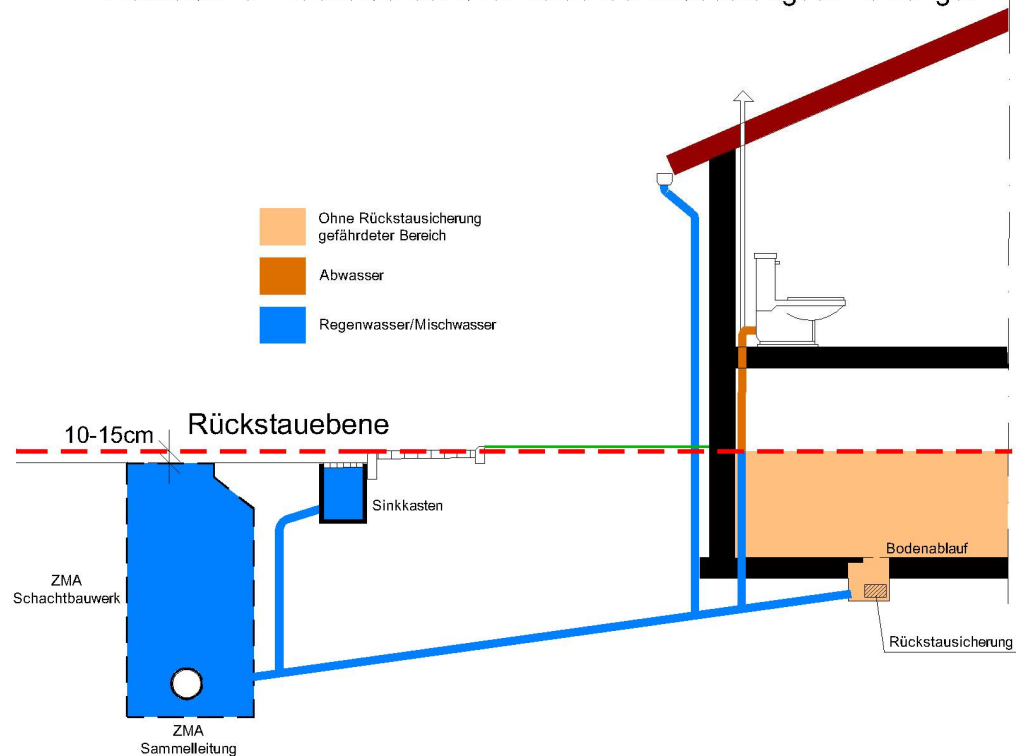 Ohne Rückstausicherung
gefährdeter Bereich
Abwasser
Regenwasser/Mischwasser
10-15cm
Rückstauebene
Sinkkasten
Bodenablauf
ZMA
Schachtbauwerk
Rückstausicherung
ZMA
Sammelleitung